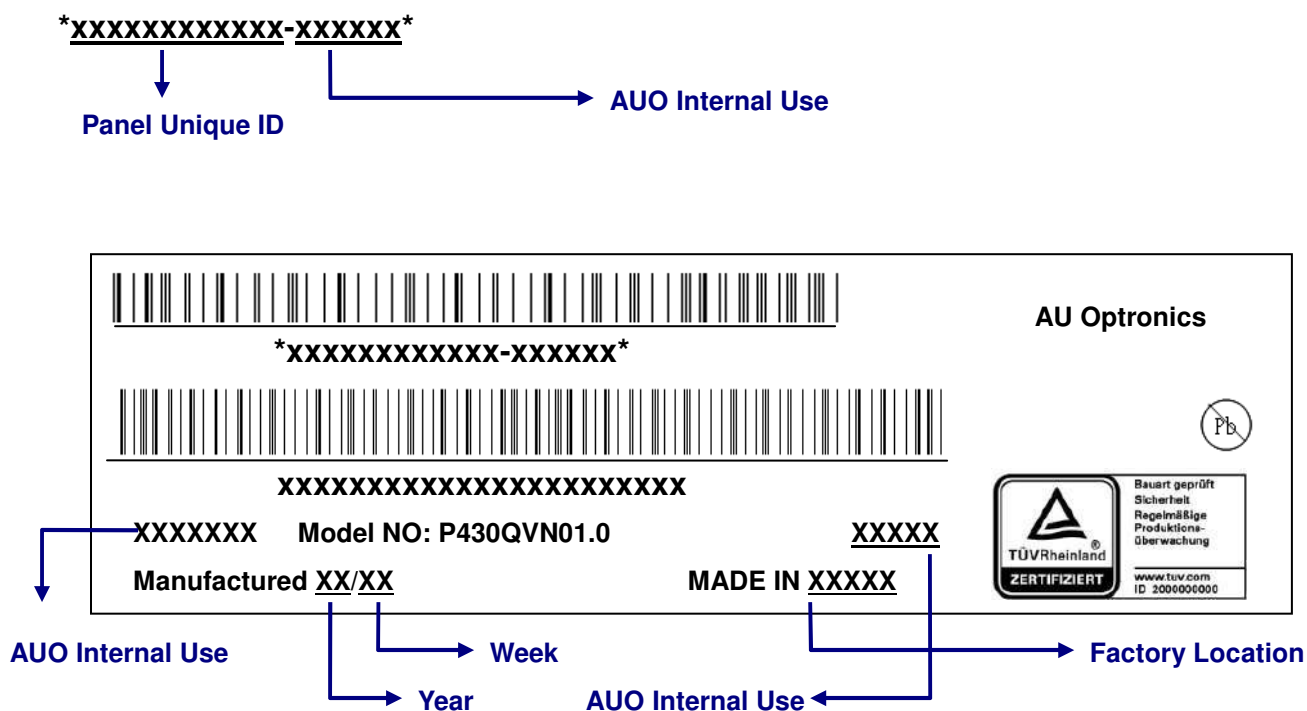 *xxxxxxxxxxxx-xxxxxx*
AUO Internal Use
Panel Unique ID
AU Optronics
*xxxxxxxxxxxx-xxxxxx*
Pb
xxxxxxxxxxxxxxxxxxxxxxx
XXXXXXX Model NO: P430QVN01.0 XXXXX
Manufactured XX/XX MADE IN XXXXX
TÜVRheinland ®
ZERTIFIZIERT
Bauart geprüft
Sicherheit
Regelmäßige
Produktions-
überwachung
www.tuv.com
ID 2000000000
AUO Internal Use
Week
Factory Location
Year
AUO Internal Use